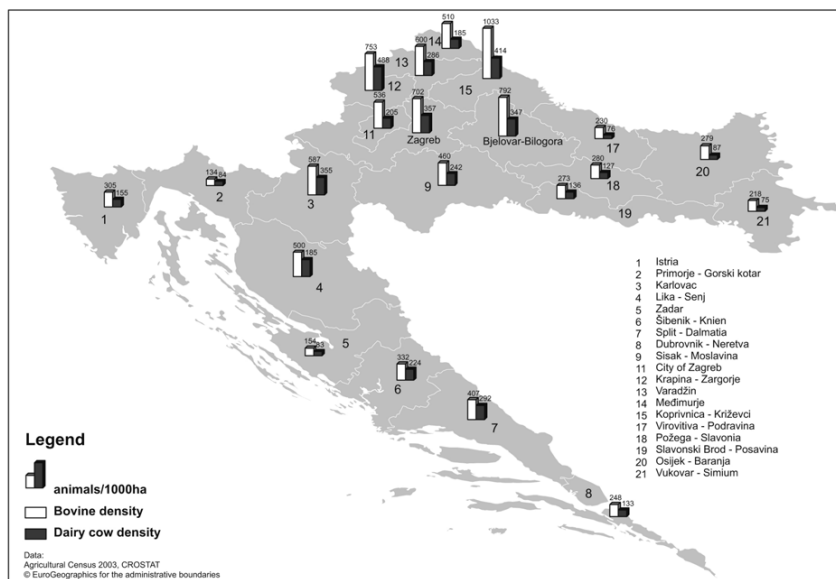 510
185
14
1033
414
600
286
13
753
488
12
15
536
205
11
702
357
Zagreb
792
347
Bjelovar-Bilogora
230
76
17
279
87
20
280
127
18
460
242
9
273
136
19
218
75
21
587
355
3
134
84
2
305
155
1
500
185
4
154
83
5
332
224
6
407
292
7
8
248
133
1 Istria
2 Primorje - Gorski kotar
3 Karlovac
4 Lika - Senj
5 Zadar
6 Šibenik - Knien
7 Split - Dalmatia
8 Dubrovnik - Neretva
9 Sisak - Moslavina
11 City of Zagreb
12 Krapina - Zargorje
13 Varadžin
14 Međimurje
15 Koprivnica - Križevci
17 Virovitia - Podravina
18 Požega - Slavonia
19 Slavonski Brod - Posavina
20 Osijek - Baranja
21 Vukovar - Simium
Legend
animals/1000ha
Bovine density
Dairy cow density
Data:
Agricultural Census 2003, CROSTAT
© EuroGeographics for the administrative boundaries